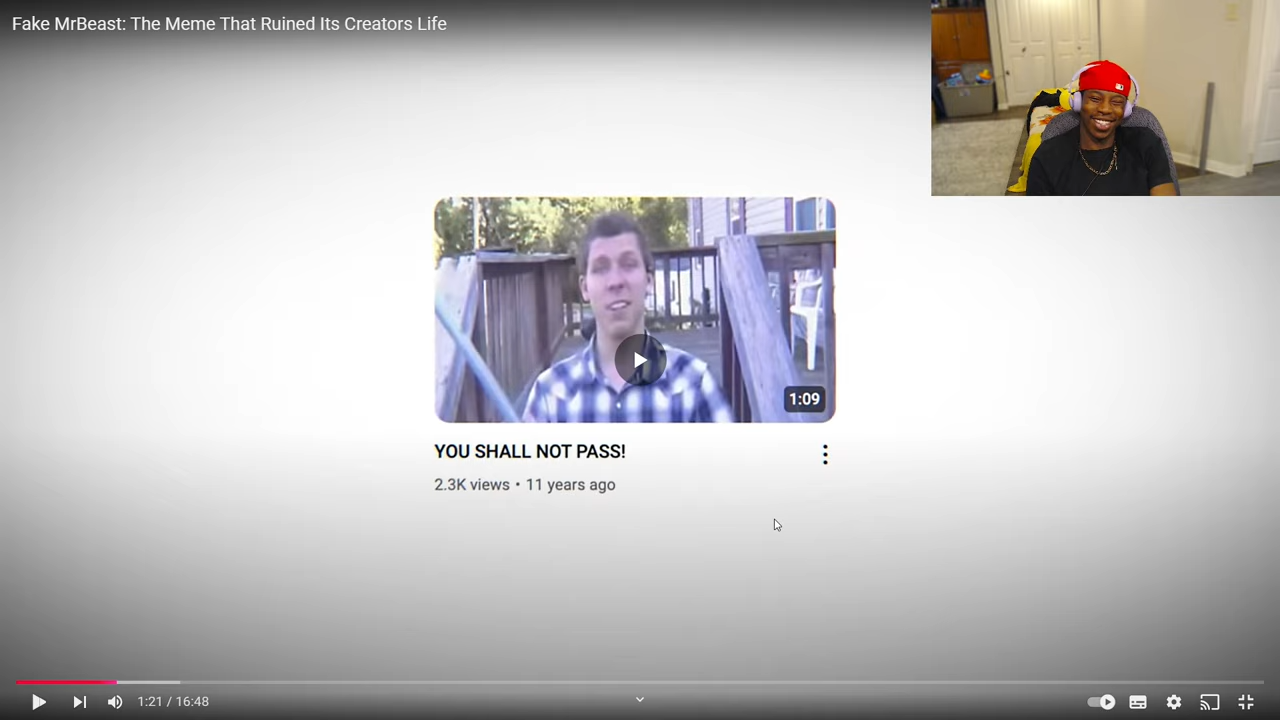 Fake MrBeast: The Meme That Ruined Its Creators Life
1:09
YOU SHALL NOT PASS!
2.3K views • 11 years ago
1:21 / 16:48